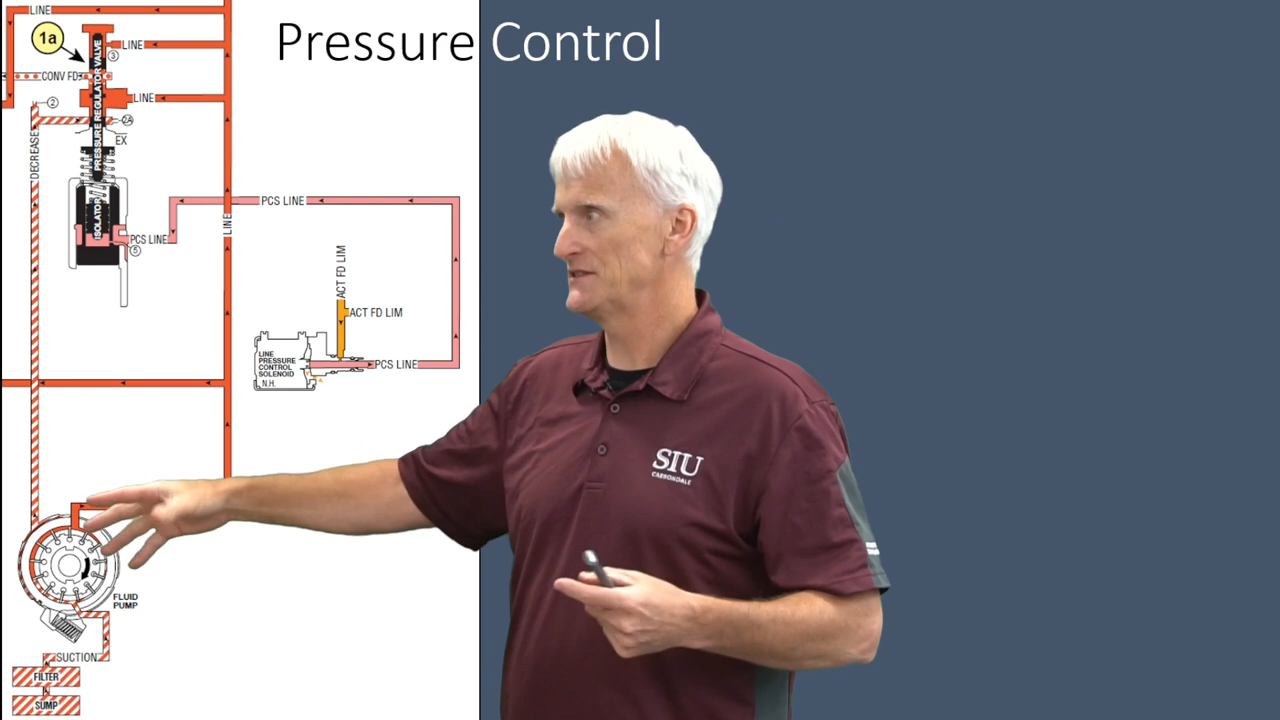 Pressure Control
LINE
1a
LINE
3
CONV FD
LINE
2
2A
EX
DECREASE
PRESSURE REGULATOR VALVE
ISOLATOR
PCS LINE
5
PCS LINE
LINE
ACT FD LIM
ACT FD LIM
LINE
PRESSURE
CONTROL
SOLENOID
N.H.
PCS LINE
SIU
CARBONDALE
FLUID
PUMP
SUCTION
FILTER
SUMP